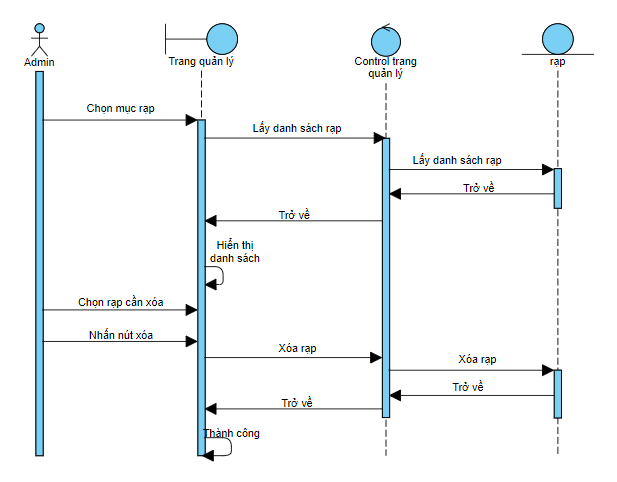 Admin
Trang quản lý
Control trang
quản lý
rạp
Chọn mục rạp
Lấy danh sách rạp
Lấy danh sách rạp
Trở về
Trở về
Hiển thị
danh sách
Chọn rạp cần xóa
Nhấn nút xóa
Xóa rạp
Xóa rạp
Trở về
Trở về
Thành công